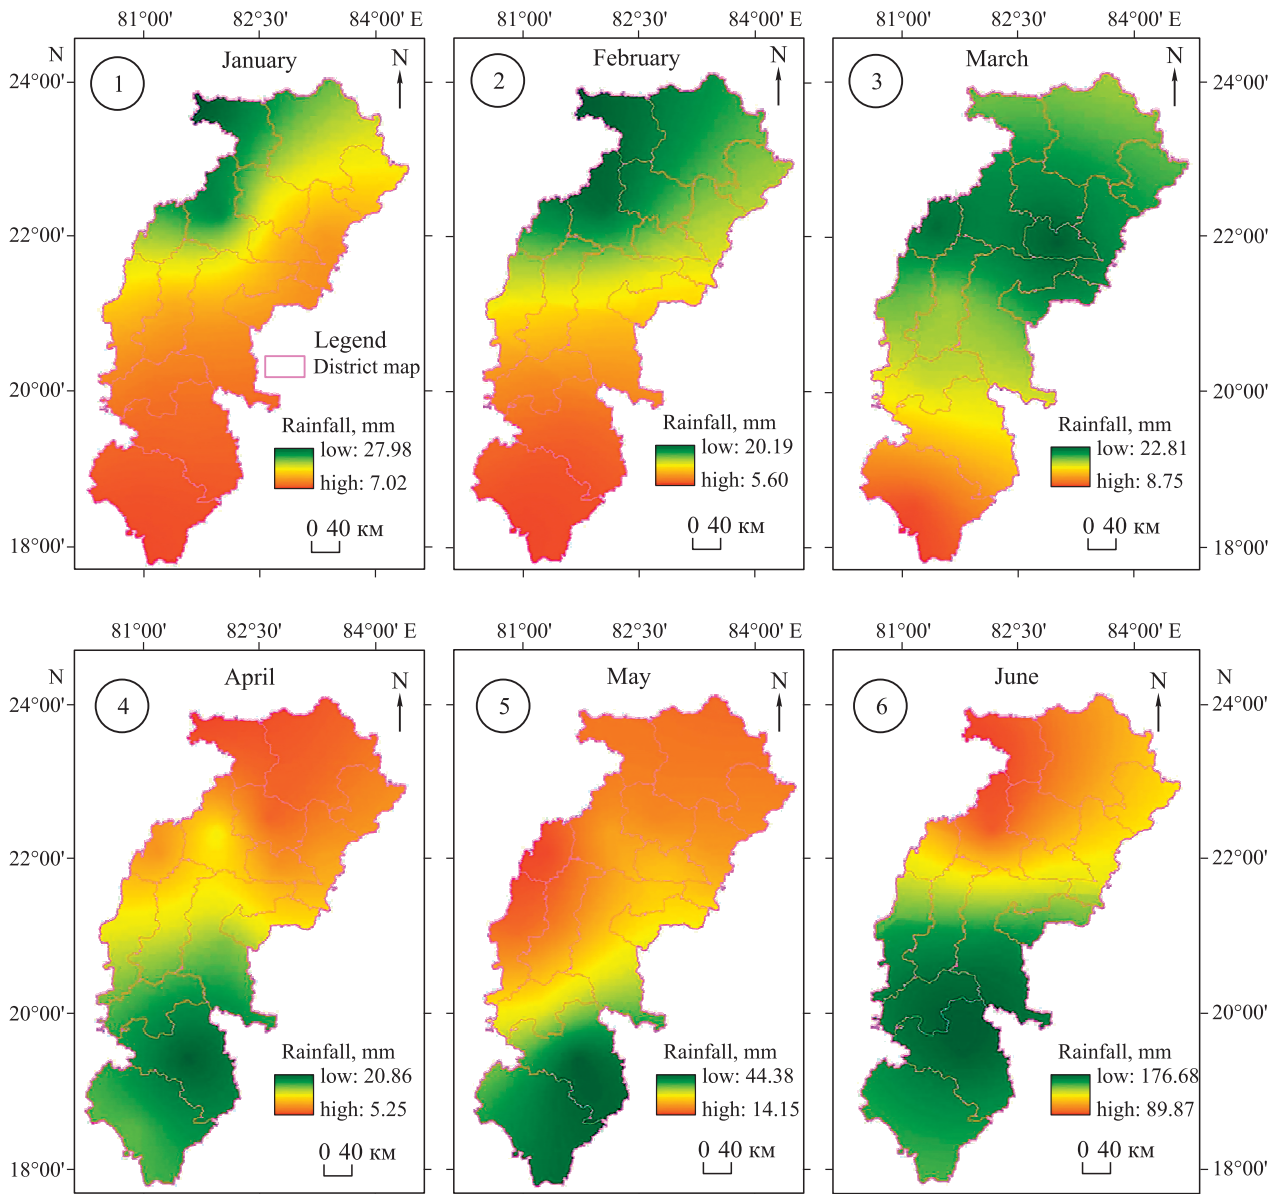 81°00' 82°30' 84°00' E 81°00' 82°30' 84°00' E 81°00' 82°30' 84°00' E
N 1 January N 2 February N 3 March N N
24°00' 24°00'
22°00' 22°00'
20°00' 20°00'
18°00' 18°00'
Legend
District map
Rainfall, mm
low: 27.98
high: 7.02
0 40 км
Rainfall, mm
low: 20.19
high: 5.60
0 40 км
Rainfall, mm
low: 22.81
high: 8.75
0 40 км
81°00' 82°30' 84°00' E 81°00' 82°30' 84°00' E 81°00' 82°30' 84°00' E
N 4 April N 5 May N 6 June N N
24°00' 24°00'
22°00' 22°00'
20°00' 20°00'
18°00' 18°00'
Rainfall, mm
low: 20.86
high: 5.25
0 40 км
Rainfall, mm
low: 44.38
high: 14.15
0 40 км
Rainfall, mm
low: 176.68
high: 89.87
0 40 км